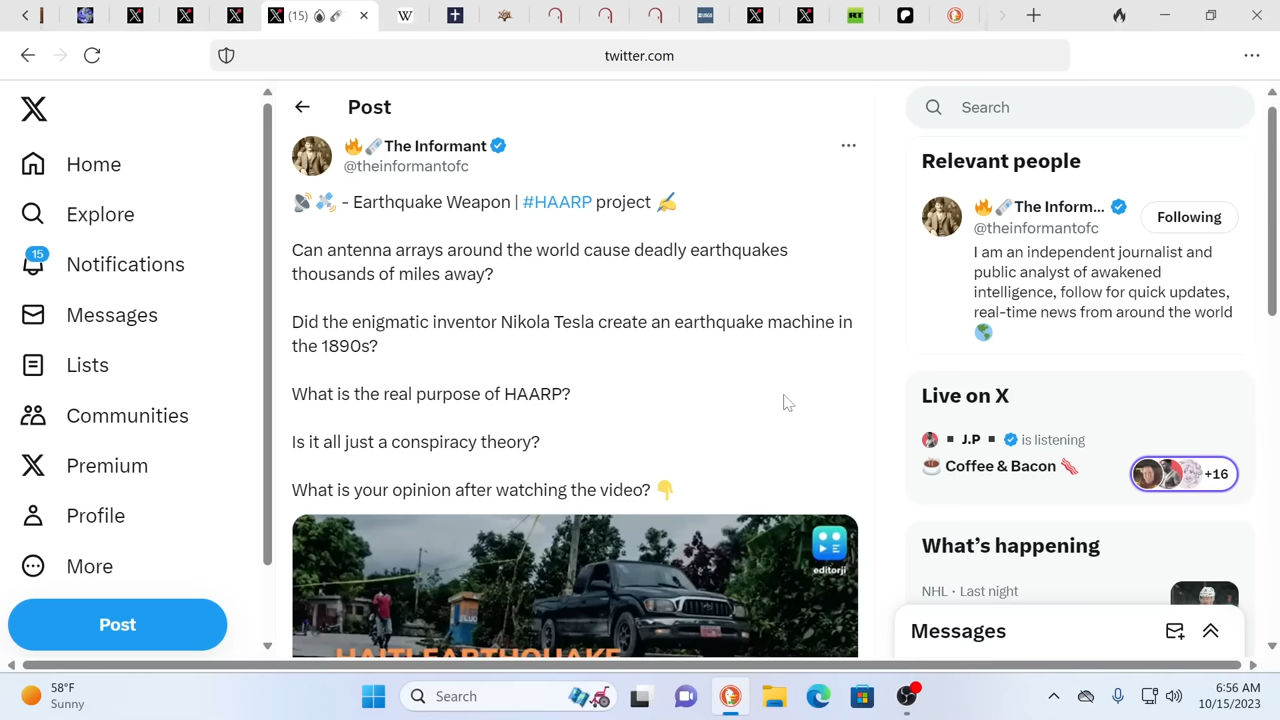 (15)
twitter.com
Post
Search
🔥🗞️The Informant
@theinformantofc
📡🛰️ - Earthquake Weapon | #HAARP project ✍️
Can antenna arrays around the world cause deadly earthquakes
thousands of miles away?
Did the enigmatic inventor Nikola Tesla create an earthquake machine in
the 1890s?
What is the real purpose of HAARP?
Is it all just a conspiracy theory?
What is your opinion after watching the video? 👇
editorji
HAITI EARTHQUAKE
Home
Explore
15
Notifications
Messages
Lists
Communities
Premium
Profile
More
Post
Relevant people
🔥🗞️The Inform...
@theinformantofc
Following
I am an independent journalist and
public analyst of awakened
intelligence, follow for quick updates,
real-time news from around the world
🌎
Live on X
▪️ J.P ▪️ is listening
☕ Coffee & Bacon 🥓
+16
What's happening
NHL · Last night
Messages
58°F
Sunny
Search
6:56 AM
10/15/2023
W
RT